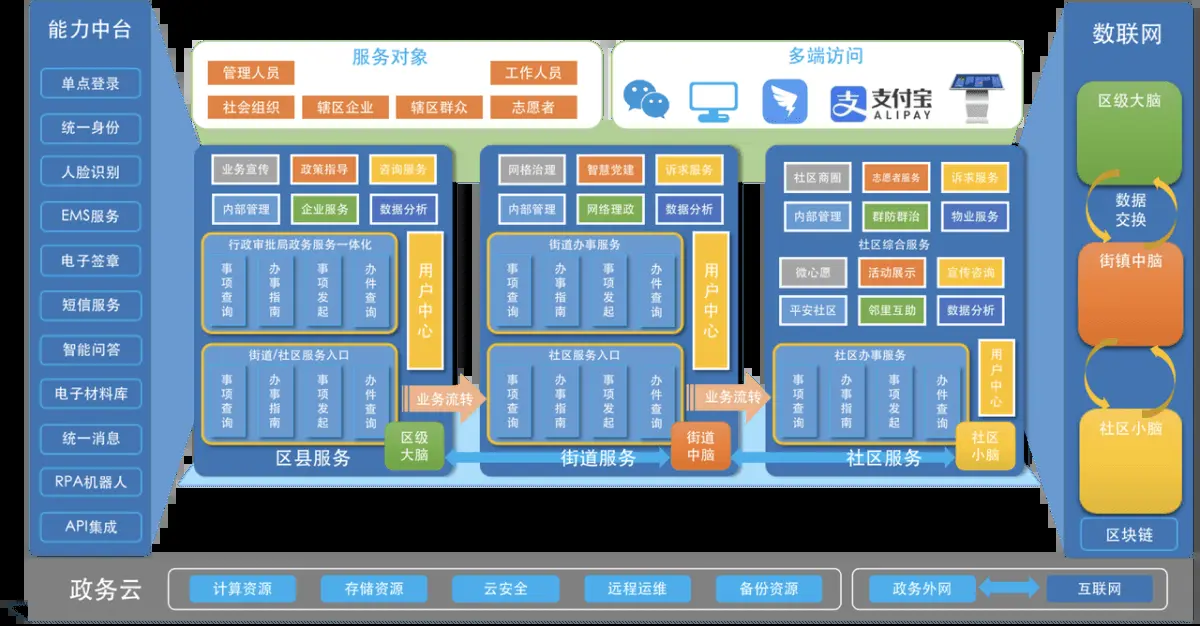 能力中台
单点登录
统一身份
人脸识别
EMS服务
电子签章
短信服务
智能问答
电子材料库
统一消息
RPA机器人
API集成
服务对象
管理人员
工作人员
社会组织
辖区企业
辖区群众
志愿者
多端访问
支付宝
ALIPAY
业务宣传
政策指导
咨询服务
内部管理
企业服务
数据分析
行政审批局政务服务一体化
事项查询
办事指南
事项发起
办件查询
用户中心
街道/社区服务入口
事项查询
办事指南
事项发起
办件查询
业务流转
区级
大脑
区县服务
网格治理
智慧党建
诉求服务
内部管理
网络理政
数据分析
街道办事服务
事项查询
办事指南
事项发起
办件查询
用户中心
社区服务入口
事项查询
办事指南
事项发起
办件查询
业务流转
街道
中脑
街道服务
社区商圈
志愿者服务
诉求服务
内部管理
群防群治
物业服务
社区综合服务
微心愿
活动展示
宣传咨询
平安社区
邻里互助
数据分析
社区办事服务
事项查询
办事指南
事项发起
办件查询
用户中心
社区
小脑
社区服务
数联网
区级大脑
数据
交换
街镇中脑
社区小脑
区块链
政务云
计算资源
存储资源
云安全
远程运维
备份资源
政务外网
互联网